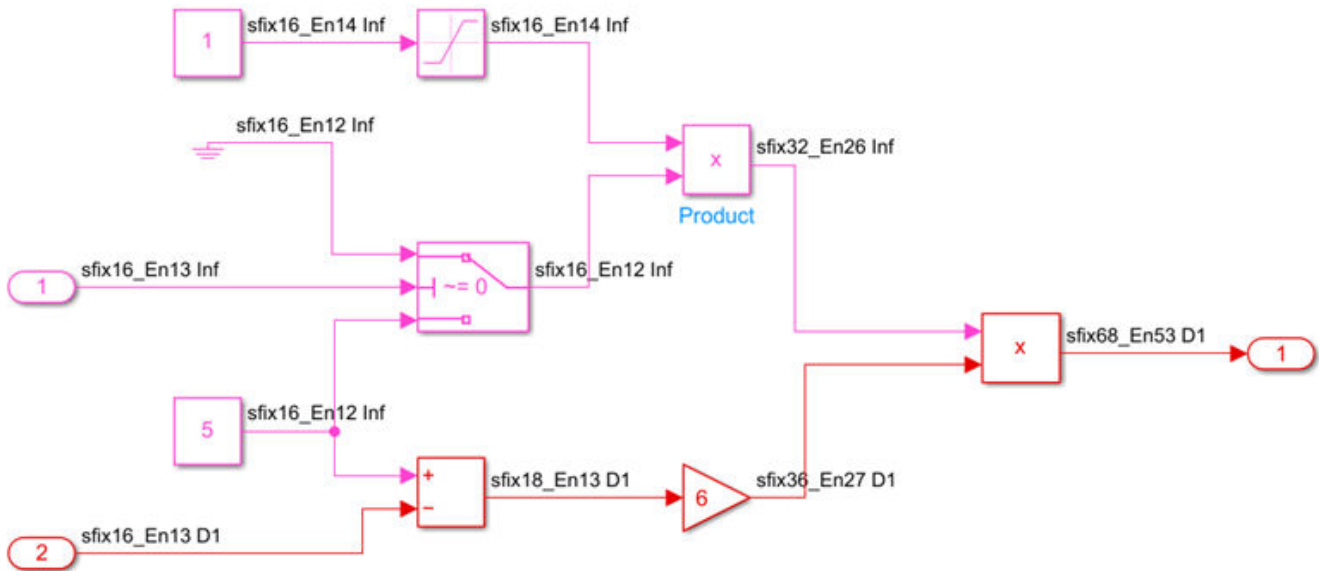 sfix16_En14 Inf
sfix16_En14 Inf
1
sfix16_En12 Inf
x
sfix32_En26 Inf
Product
sfix16_En13 Inf
1
~= 0
sfix16_En12 Inf
x
sfix68_En53 D1
1
5
sfix16_En12 Inf
+
−
sfix18_En13 D1
6
sfix36_En27 D1
sfix16_En13 D1
2